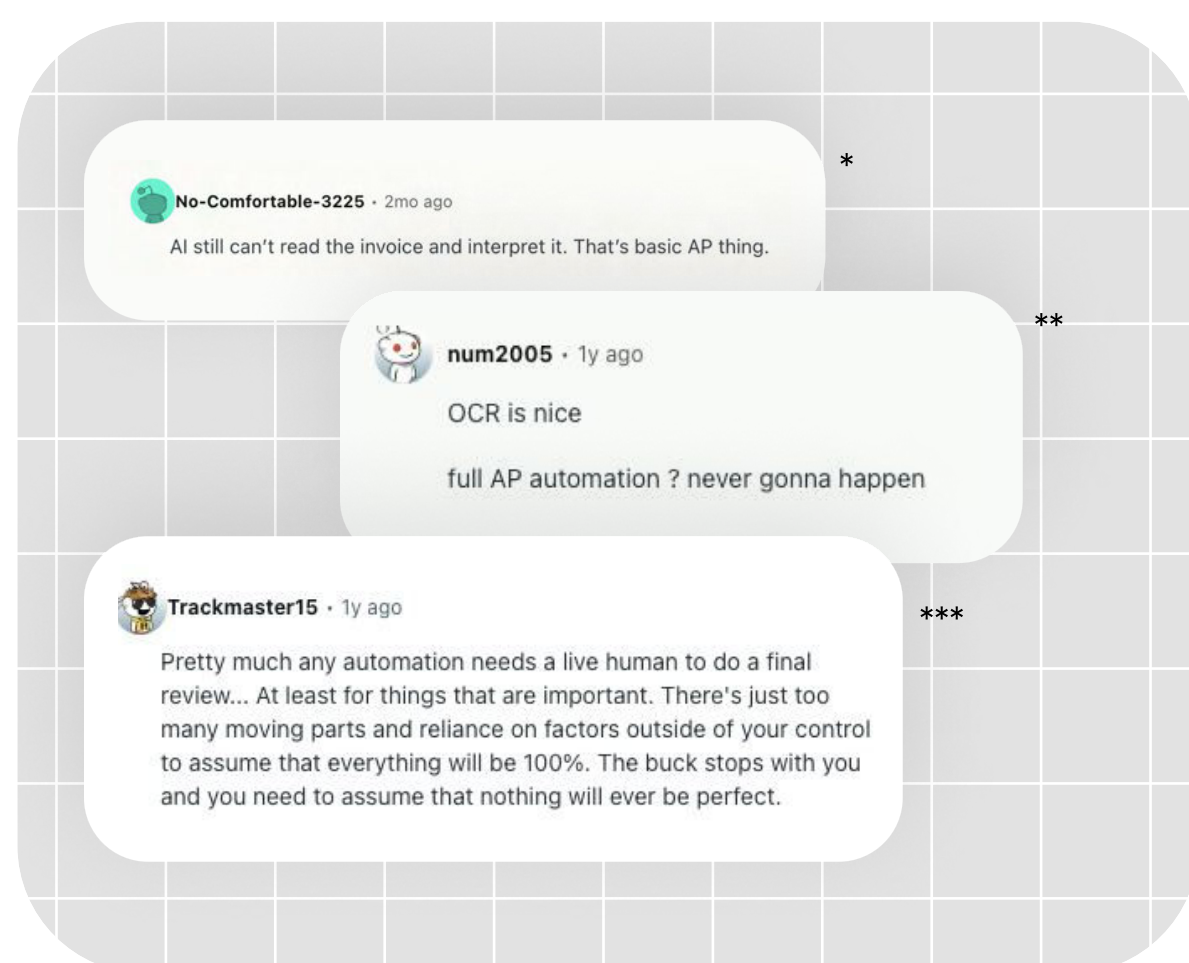 *
No-Comfortable-3225 · 2mo ago
AI still can’t read the invoice and interpret it. That’s basic AP thing.
**
num2005 · 1y ago
OCR is nice
full AP automation ? never gonna happen
***
Trackmaster15 · 1y ago
Pretty much any automation needs a live human to do a final
review... At least for things that are important. There's just too
many moving parts and reliance on factors outside of your control
to assume that everything will be 100%. The buck stops with you
and you need to assume that nothing will ever be perfect.